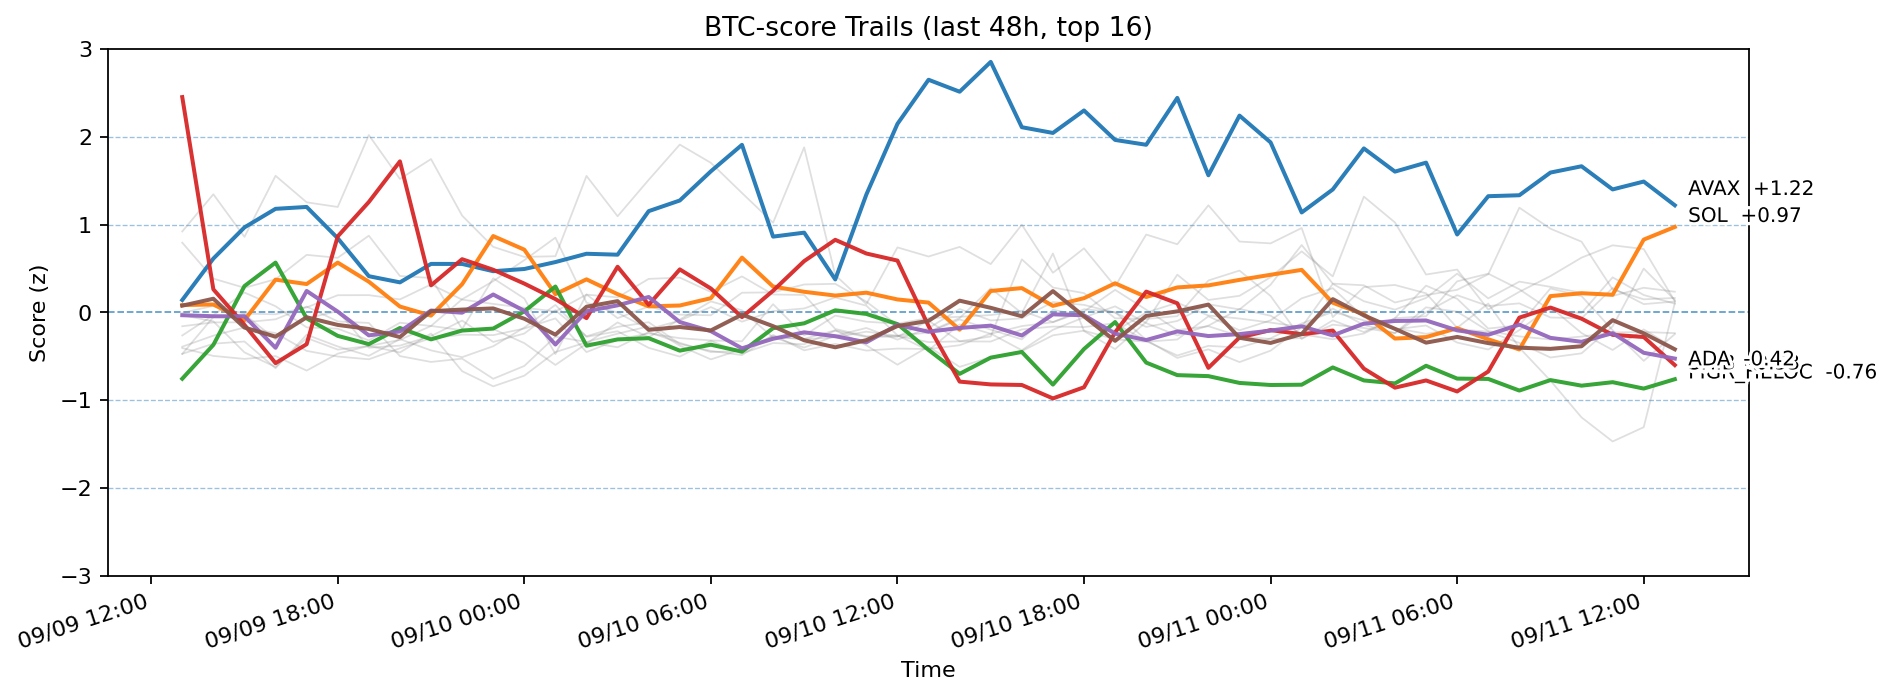 BTC-score Trails (last 48h, top 16)
Score (z)
3
2
1
0
−1
−2
−3
AVAX +1.22
SOL +0.97
ADA -0.42
-0.76
09/09 12:00
09/09 18:00
09/10 00:00
09/10 06:00
09/10 12:00
09/10 18:00
09/11 00:00
09/11 06:00
09/11 12:00
Time